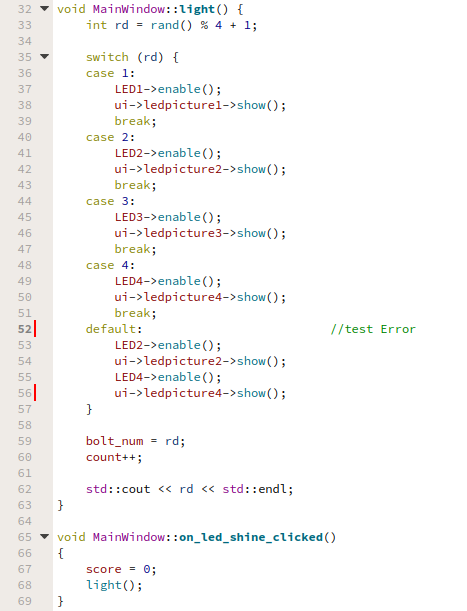 32 void MainWindow::light() {
33     int rd = rand() % 4 + 1;
34
35     switch (rd) {
36     case 1:
37         LED1->enable();
38         ui->ledpicture1->show();
39         break;
40     case 2:
41         LED2->enable();
42         ui->ledpicture2->show();
43         break;
44     case 3:
45         LED3->enable();
46         ui->ledpicture3->show();
47         break;
48     case 4:
49         LED4->enable();
50         ui->ledpicture4->show();
51         break;
52     default:                          //test Error
53         LED2->enable();
54         ui->ledpicture2->show();
55         LED4->enable();
56         ui->ledpicture4->show();
57     }
58
59     bolt_num = rd;
60     count++;
61
62     std::cout << rd << std::endl;
63 }
64
65 void MainWindow::on_led_shine_clicked()
66 {
67     score = 0;
68     light();
69 }